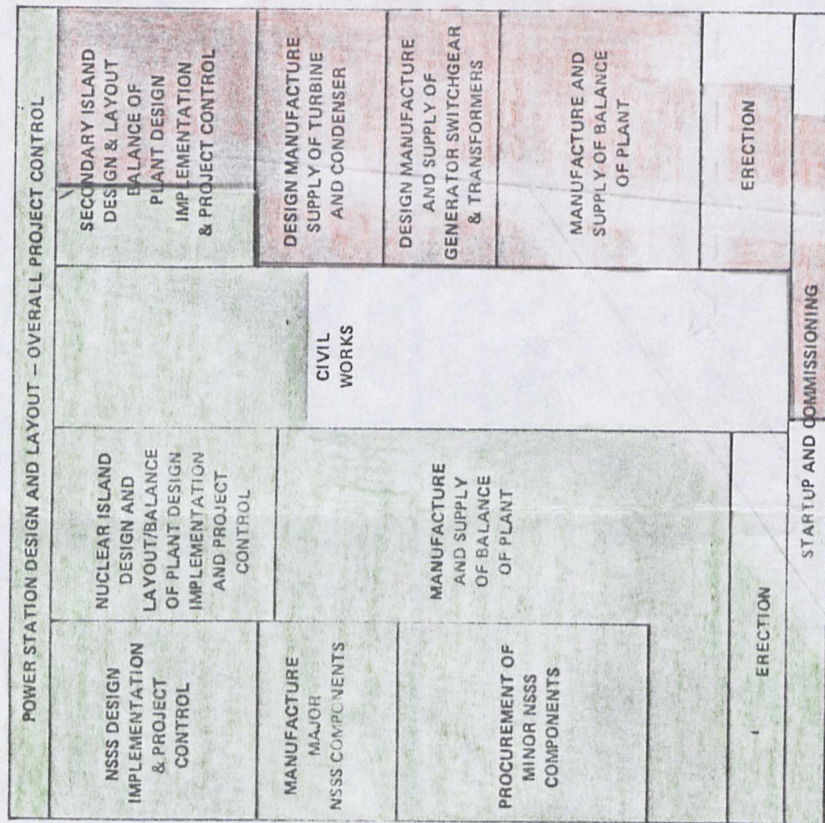 POWER STATION DESIGN AND LAYOUT – OVERALL PROJECT CONTROL
NSSS DESIGN
IMPLEMENTATION
& PROJECT
CONTROL
NUCLEAR ISLAND
DESIGN AND
LAYOUT/BALANCE
OF PLANT DESIGN
IMPLEMENTATION
AND PROJECT
CONTROL
SECONDARY ISLAND
DESIGN & LAYOUT
BALANCE OF
PLANT DESIGN
IMPLEMENTATION
& PROJECT CONTROL
MANUFACTURE
MAJOR
NSSS COMPONENTS
CIVIL
WORKS
DESIGN MANUFACTURE
SUPPLY OF TURBINE
AND CONDENSER
PROCUREMENT OF
MINOR NSSS
COMPONENTS
MANUFACTURE
AND SUPPLY
OF BALANCE
OF PLANT
DESIGN MANUFACTURE
AND SUPPLY OF
GENERATOR SWITCHGEAR
& TRANSFORMERS
MANUFACTURE AND
SUPPLY OF BALANCE
OF PLANT
ERECTION
ERECTION
STARTUP AND COMMISSIONING